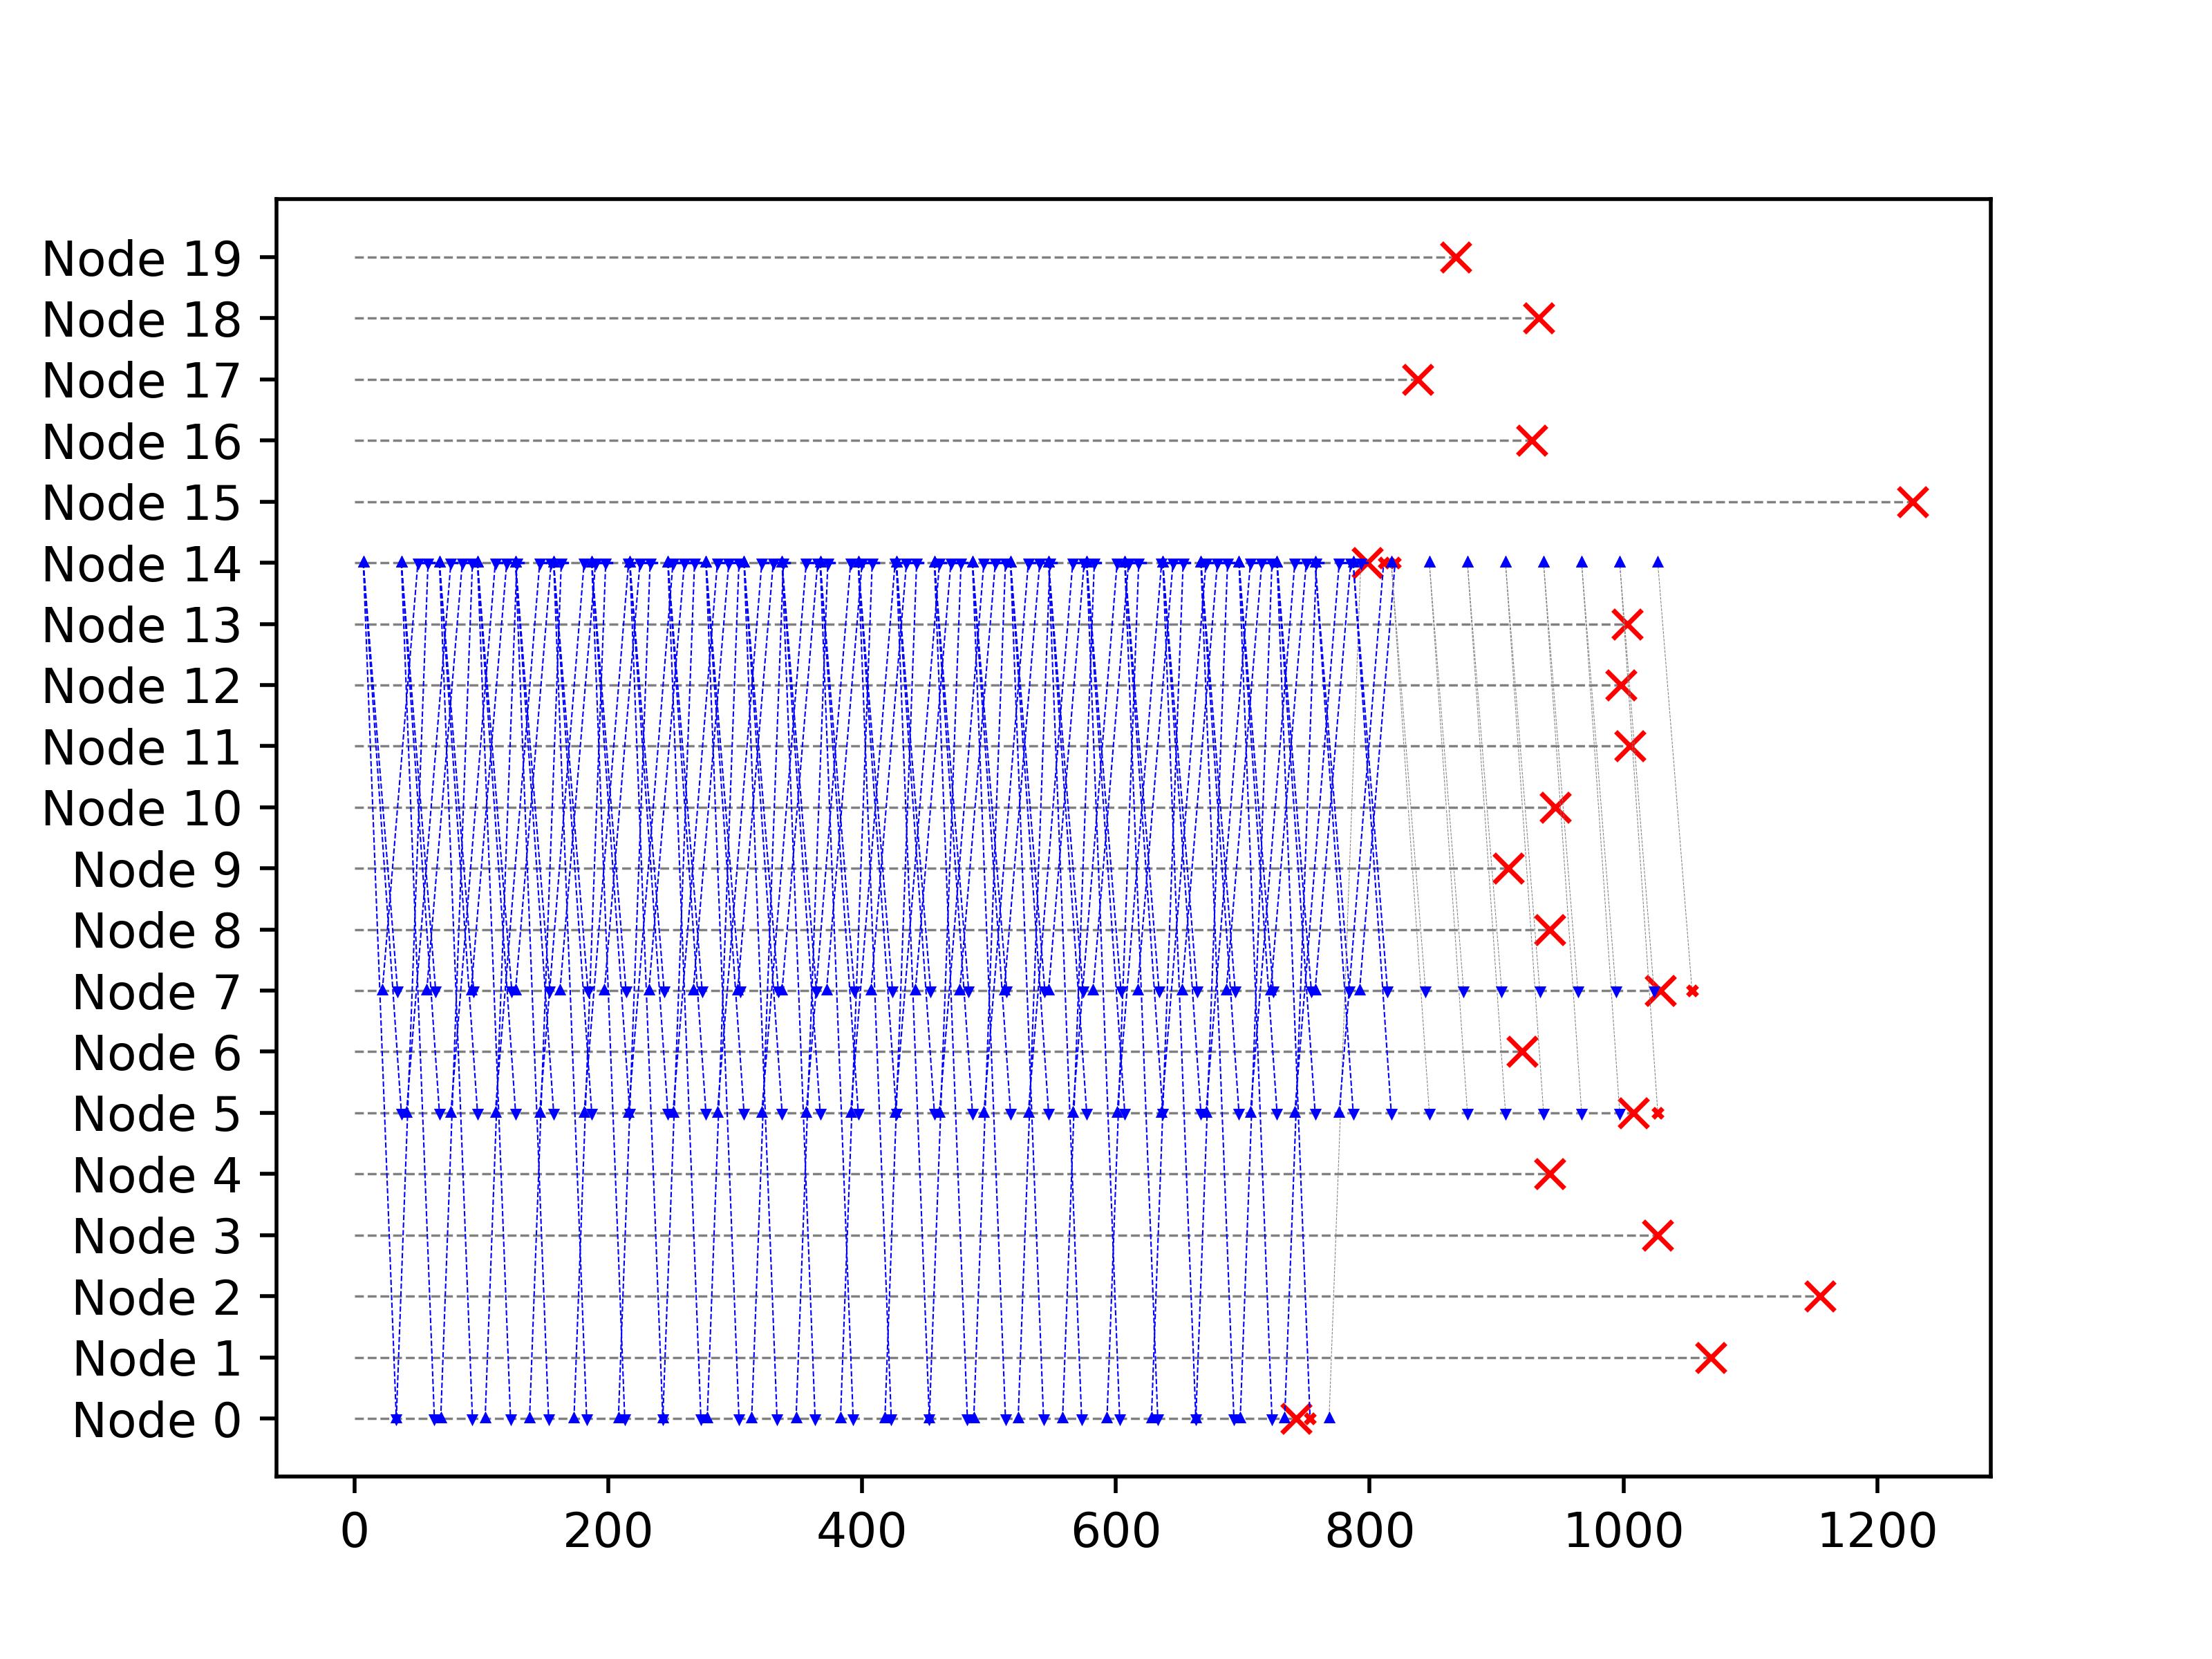 Node 19
Node 18
Node 17
Node 16
Node 15
Node 14
Node 13
Node 12
Node 11
Node 10
Node 9
Node 8
Node 7
Node 6
Node 5
Node 4
Node 3
Node 2
Node 1
Node 0
0 200 400 600 800 1000 1200